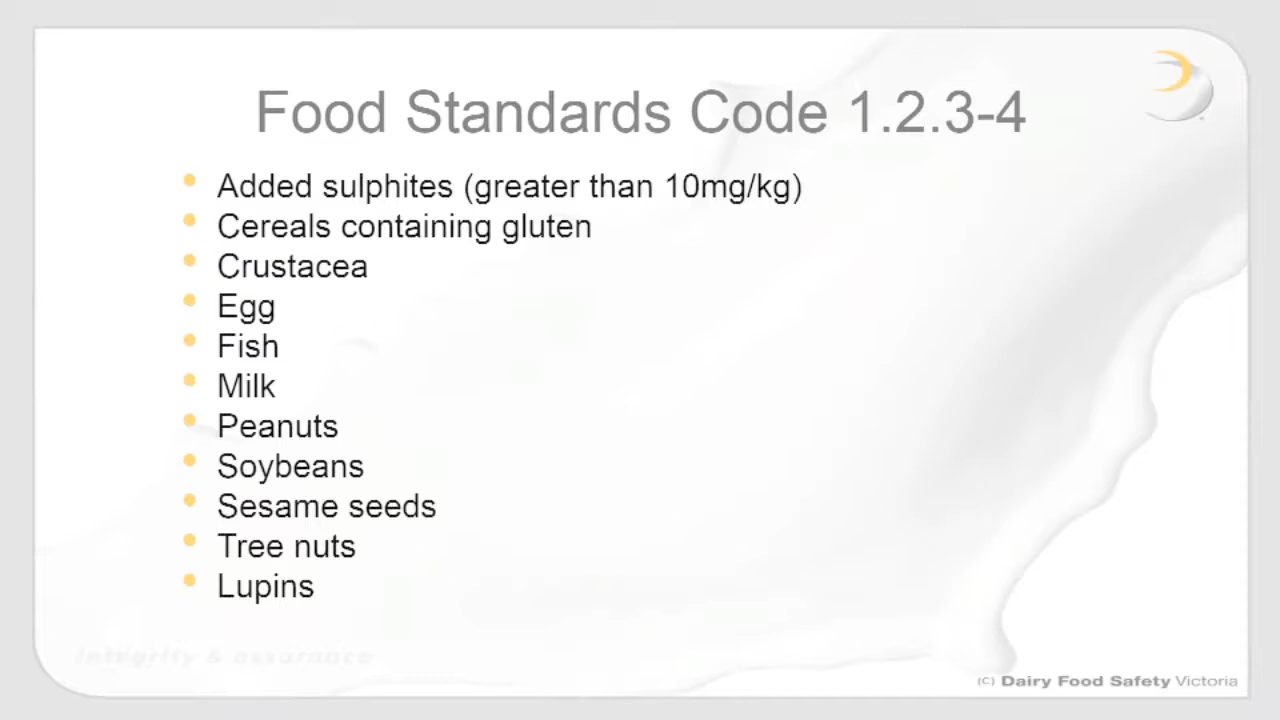 Food Standards Code 1.2.3-4
Added sulphites (greater than 10mg/kg)
Cereals containing gluten
Crustacea
Egg
Fish
Milk
Peanuts
Soybeans
Sesame seeds
Tree nuts
Lupins
integrity & assurance
(C) Dairy Food Safety Victoria